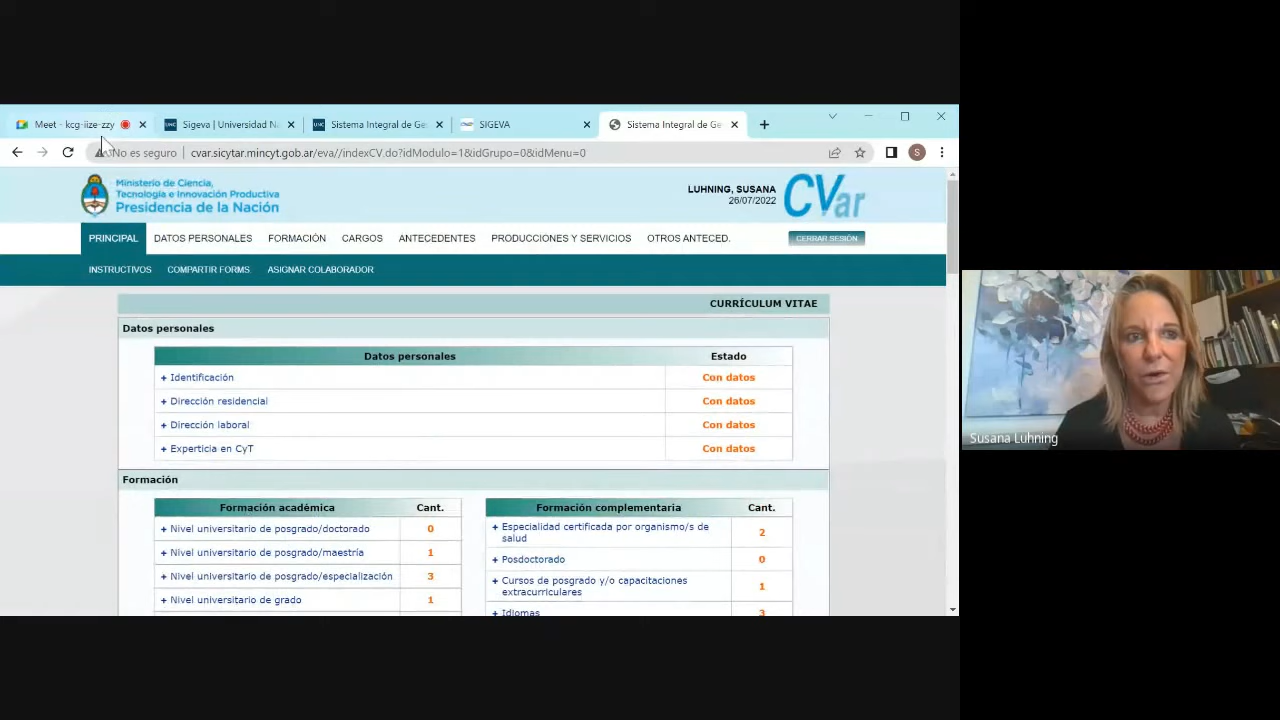 Meet - kcg-iize-zzy
Sigeva | Universidad N
Sistema Integral de Ge
SIGEVA
Sistema Integral de Ge
No es seguro
cvar.sicytar.mincyt.gob.ar/eva//indexCV.do?idModulo=1&idGrupo=0&idMenu=0
S
Ministerio de Ciencia,
Tecnología e Innovación Productiva
Presidencia de la Nación
LUHNING, SUSANA
26/07/2022
CVar
PRINCIPAL DATOS PERSONALES FORMACIÓN CARGOS ANTECEDENTES PRODUCCIONES Y SERVICIOS OTROS ANTECED.
CERRAR SESIÓN
INSTRUCTIVOS COMPARTIR FORMS. ASIGNAR COLABORADOR
CURRÍCULUM VITAE
Datos personales
Datos personales Estado
+ Identificación Con datos
+ Dirección residencial Con datos
+ Dirección laboral Con datos
+ Experticia en CyT Con datos
Formación
Formación académica Cant.
+ Nivel universitario de posgrado/doctorado 0
+ Nivel universitario de posgrado/maestría 1
+ Nivel universitario de posgrado/especialización 3
+ Nivel universitario de grado 1
Formación complementaria Cant.
+ Especialidad certificada por organismo/s de
salud 2
+ Posdoctorado 0
+ Cursos de posgrado y/o capacitaciones
extracurriculares 1
+ Idiomas 3
Susana Luhning